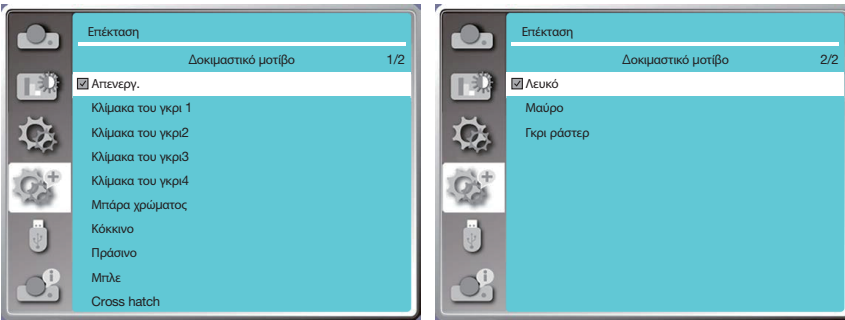 Επέκταση
Δοκιμαστικό μοτίβο 1/2
Απενεργ.
Κλίμακα του γκρι 1
Κλίμακα του γκρι2
Κλίμακα του γκρι3
Κλίμακα του γκρι4
Μπάρα χρώματος
Κόκκινο
Πράσινο
Μπλε
Cross hatch
Επέκταση
Δοκιμαστικό μοτίβο 2/2
Λευκό
Μαύρο
Γκρι ράστερ